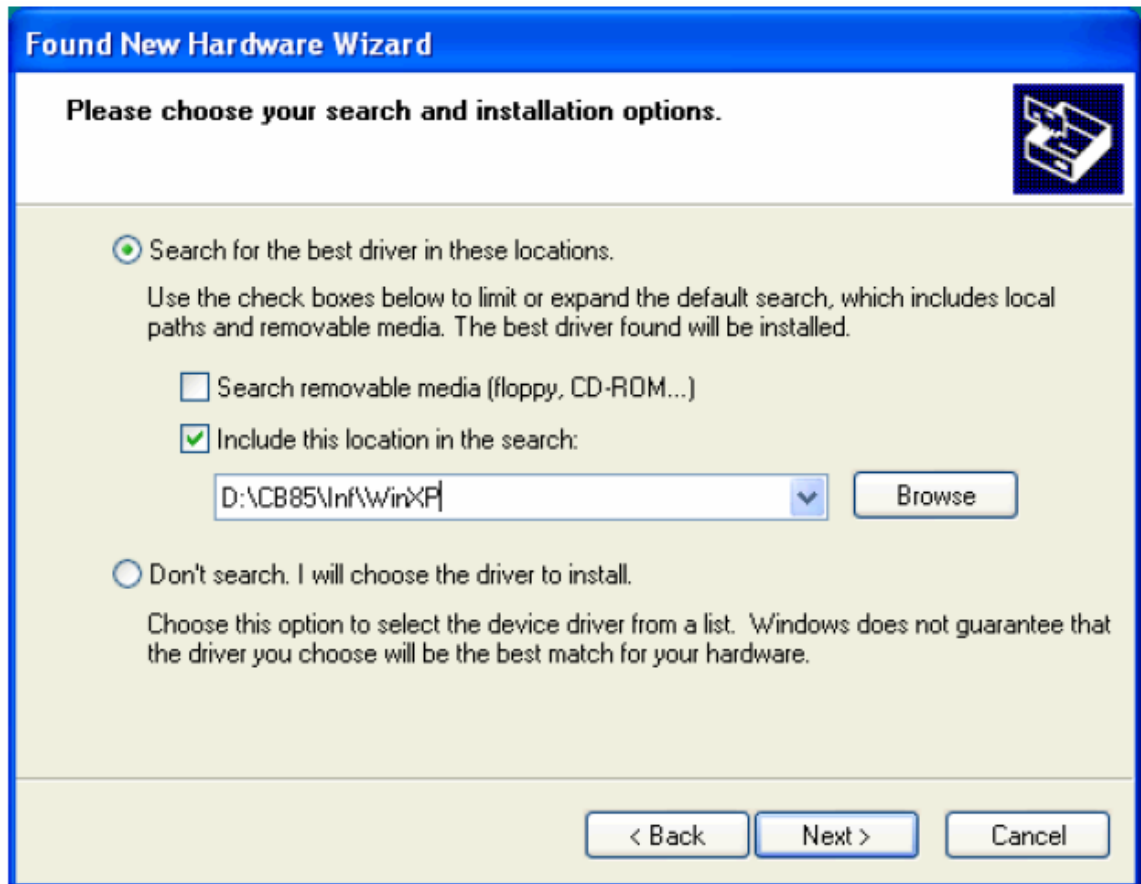 Found New Hardware Wizard
Please choose your search and installation options.
Search for the best driver in these locations.
Use the check boxes below to limit or expand the default search, which includes local
paths and removable media. The best driver found will be installed.
Search removable media (floppy, CD-ROM...)
Include this location in the search:
D:\CB85\Inf\WinXP
Browse
Don't search. I will choose the driver to install.
Choose this option to select the device driver from a list. Windows does not guarantee that
the driver you choose will be the best match for your hardware.
< Back
Next >
Cancel